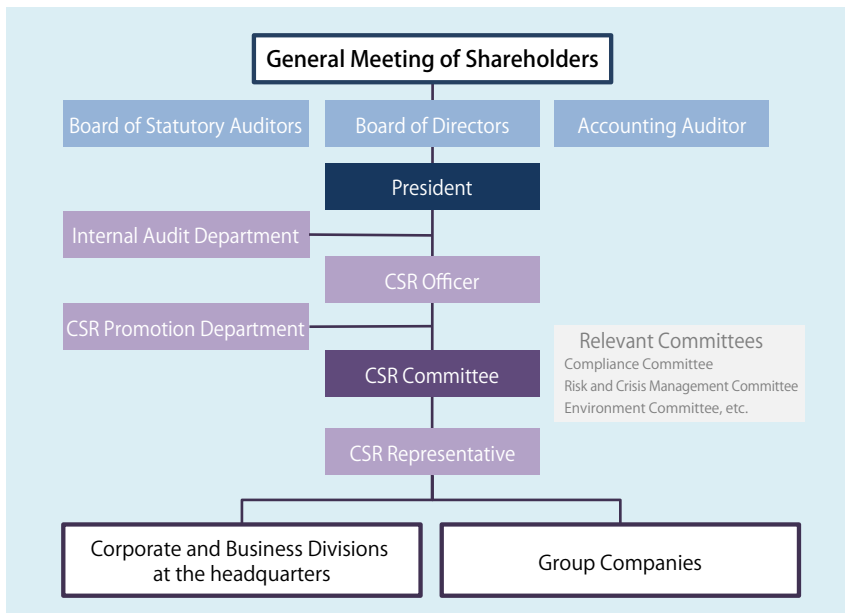 General Meeting of Shareholders
Board of Statutory Auditors
Board of Directors
Accounting Auditor
President
Internal Audit Department
CSR Officer
CSR Promotion Department
Relevant Committees
Compliance Committee
Risk and Crisis Management Committee
Environment Committee, etc.
CSR Committee
CSR Representative
Corporate and Business Divisions
at the headquarters
Group Companies